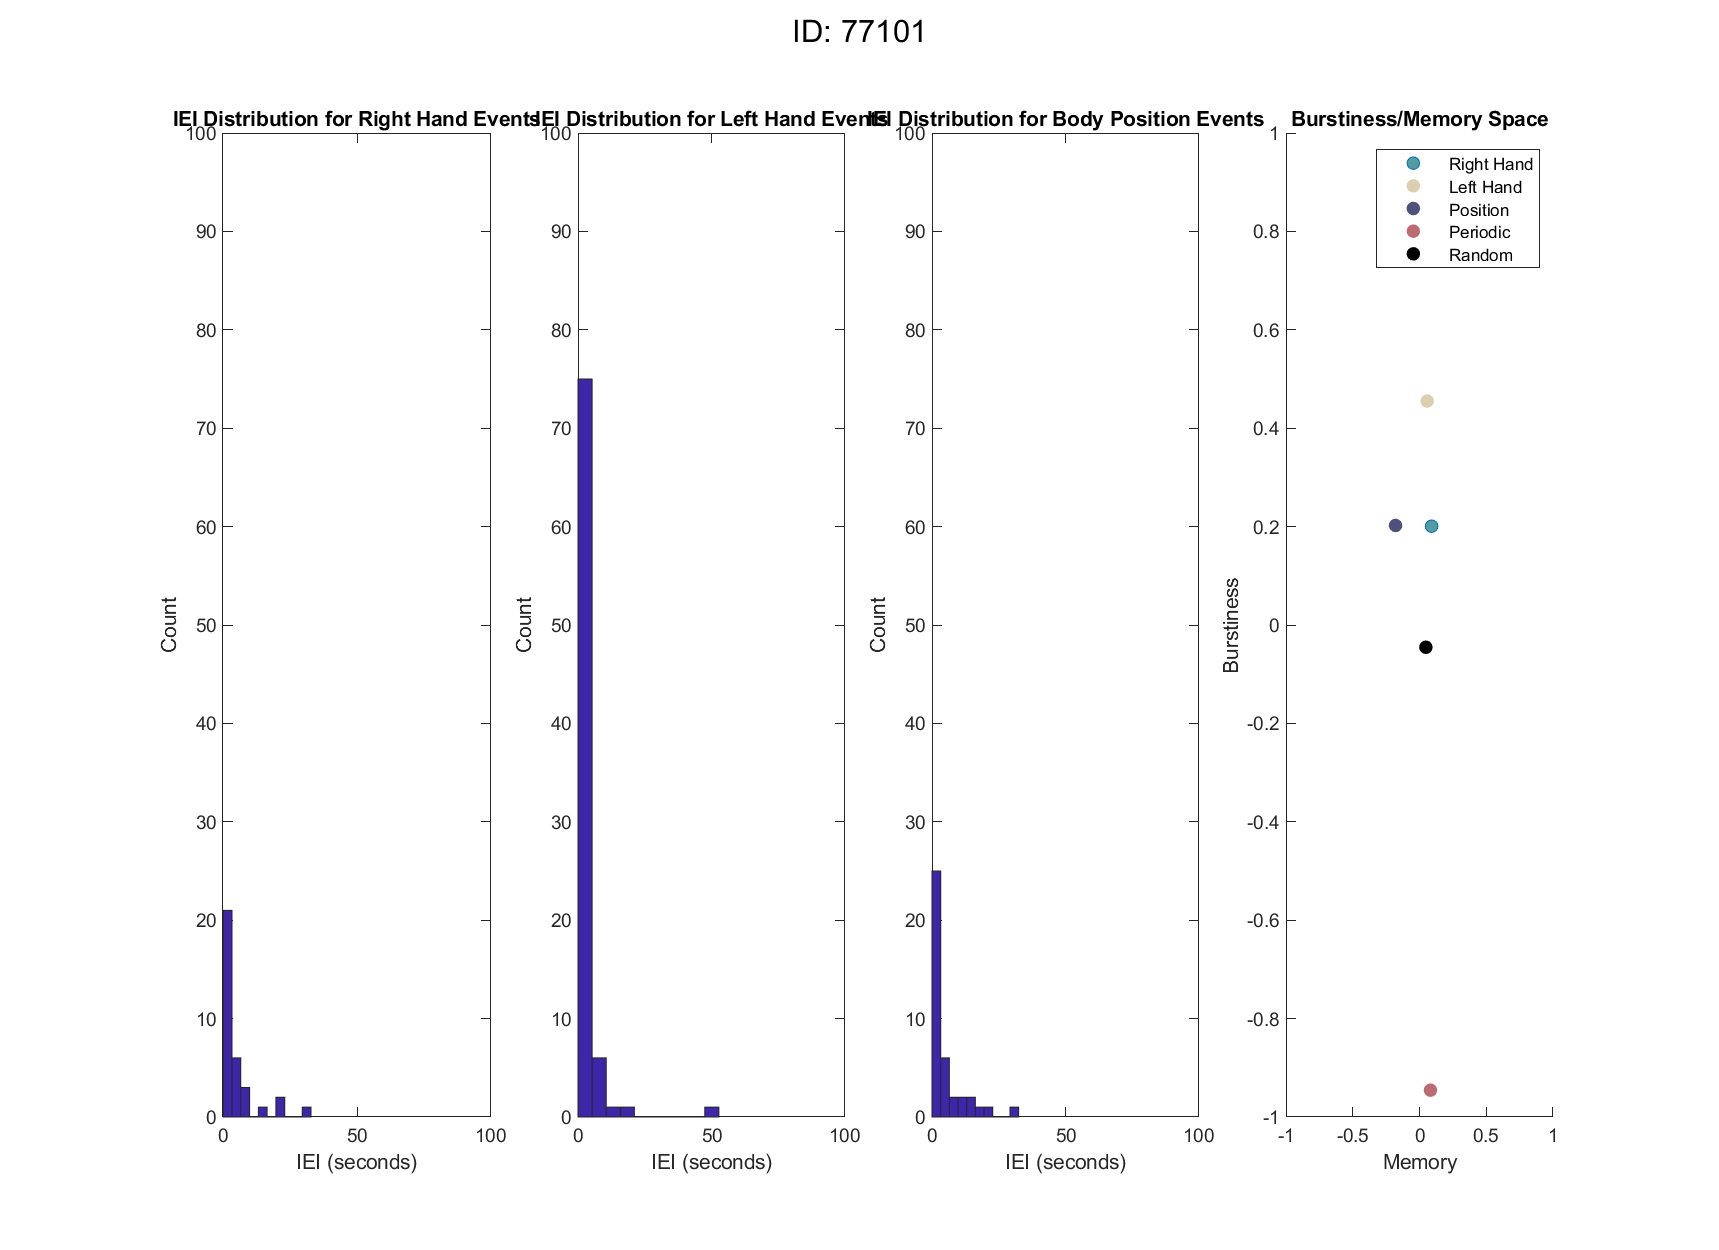 ID: 77101
IEI Distribution for Right Hand Events
100
90
80
70
60
50
40
30
20
10
0
Count
0 50 100
IEI (seconds)
IEI Distribution for Left Hand Events
100
90
80
70
60
50
40
30
20
10
0
Count
0 50 100
IEI (seconds)
IEI Distribution for Body Position Events
100
90
80
70
60
50
40
30
20
10
0
Count
0 50 100
IEI (seconds)
Burstiness/Memory Space
Right Hand
Left Hand
Position
Periodic
Random
1
0.8
0.6
0.4
0.2
0
-0.2
-0.4
-0.6
-0.8
-1
Burstiness
-1 -0.5 0 0.5 1
Memory